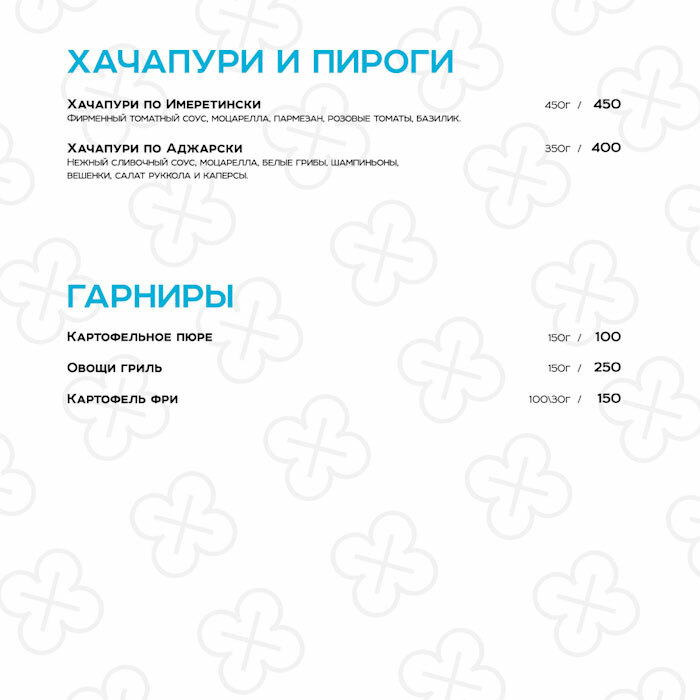 ХАЧАПУРИ И ПИРОГИ
Хачапури по Имеретински 450г / 450
Фирменный томатный соус, моцарелла, пармезан, розовые томаты, базилик.
Хачапури по Аджарски 350г / 400
Нежный сливочный соус, моцарелла, белые грибы, шампиньоны,
вешенки, салат руккола и каперсы.
ГАРНИРЫ
Картофельное пюре 150г / 100
Овощи гриль 150г / 250
Картофель фри 100\30г / 150